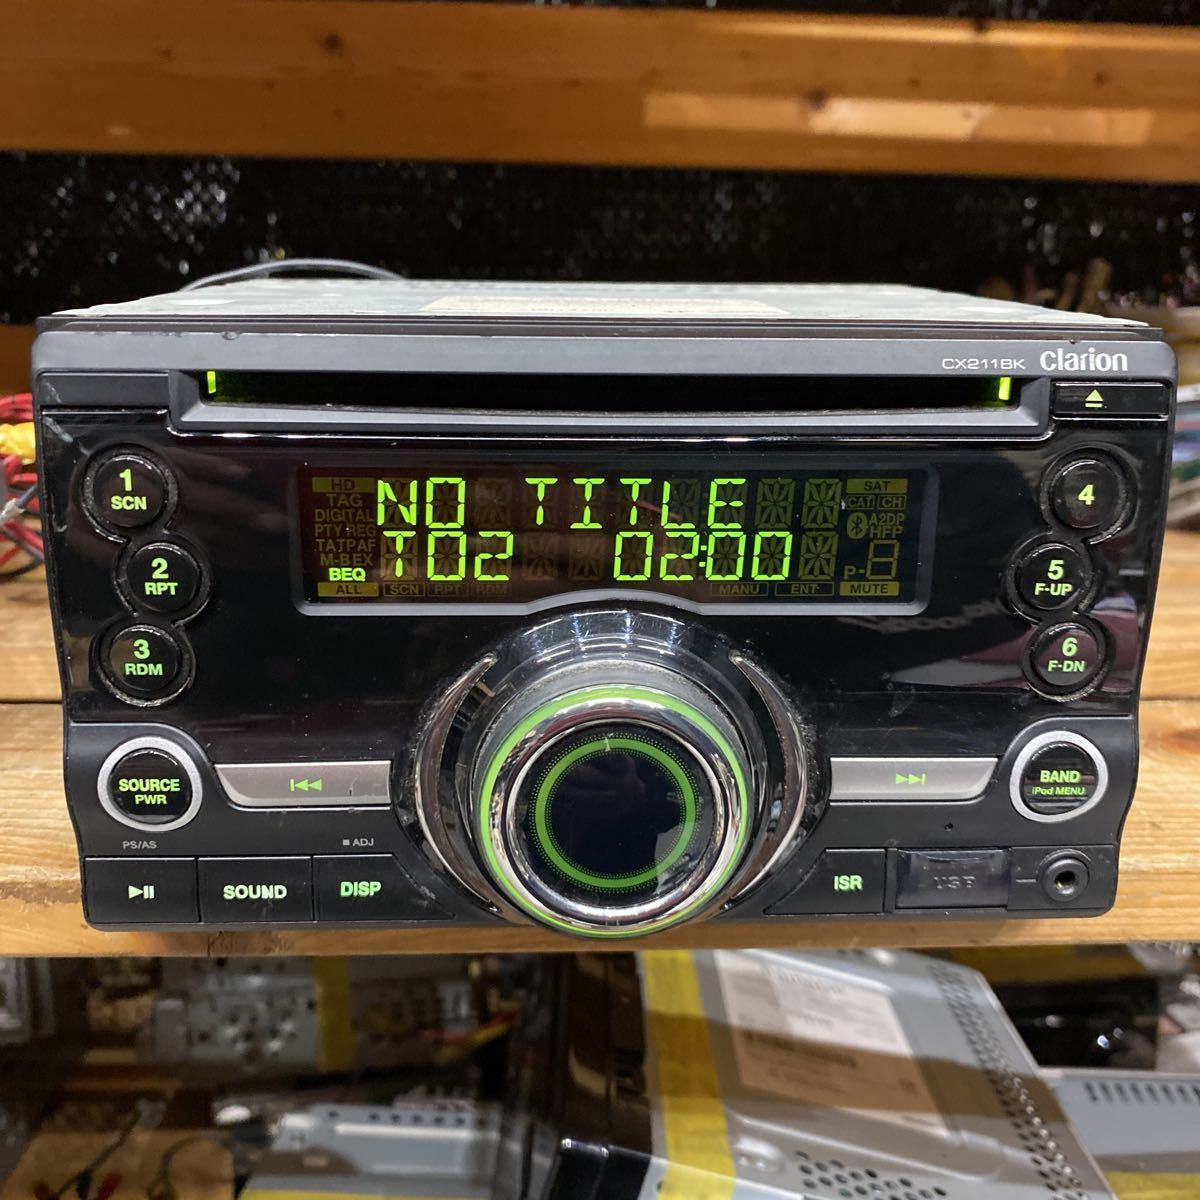 CX211BK Clarion
1
SCN
2
RPT
3
RDM
HD
TAG
DIGITAL
PTY REG
TA TP AF
M-B EX
BEQ
ALL SCN RPT RDM
NO TITLE
T02 02:00
MANU ENT
SAT
CAT CH
A2DP
HFP
P-8
MUTE
4
5
F-UP
6
F-DN
SOURCE
PWR
BAND
iPod MENU
PS/AS
ADJ
SOUND
DISP
ISR
USB